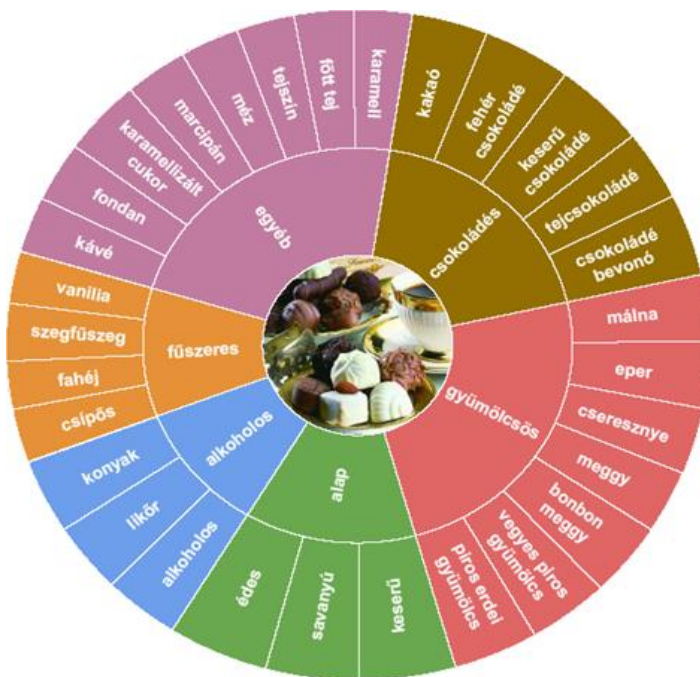 karamell
főtt tej
tejszín
méz
marcipán
karamellizált
cukor
fondan
kávé
egyéb
kakaó
fehér
csokoládé
keserű
csokoládé
tejcsokoládé
csokoládé
bevonó
csokoládés
málna
eper
cseresznye
meggy
bonbon
meggy
vegyes piros
gyümölcs
piros erdei
gyümölcs
gyümölcsös
keserű
savanyú
édes
alap
alkoholos
likőr
konyak
alkoholos
csípős
fahéj
szegfűszeg
vanilia
fűszeres